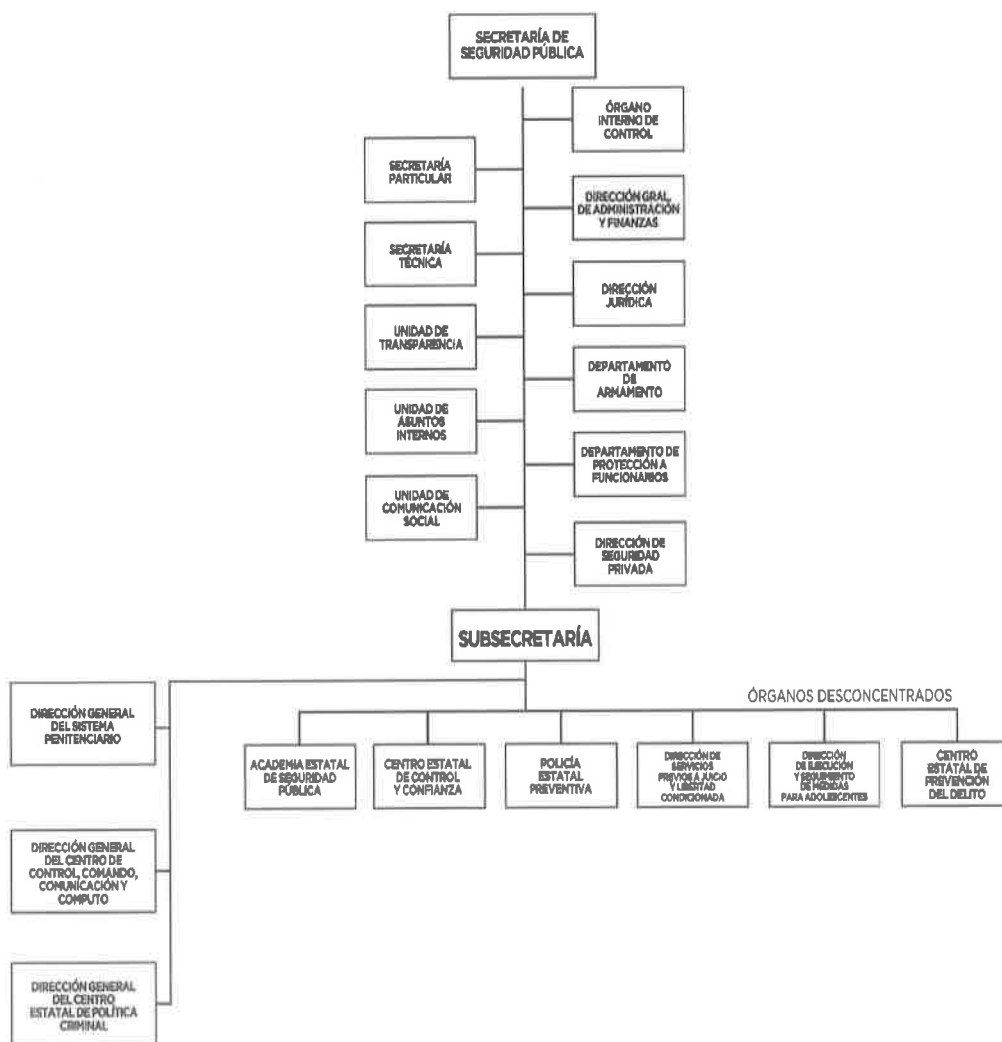 SECRETARÍA DE
SEGURIDAD PÚBLICA
ÓRGANO
INTERNO DE
CONTROL
SECRETARÍA
PARTICULAR
DIRECCIÓN GRAL.
DE ADMINISTRACIÓN
Y FINANZAS
SECRETARÍA
TÉCNICA
DIRECCIÓN
JURÍDICA
UNIDAD DE
TRANSPARENCIA
DEPARTAMENTO
DE
ARMAMENTO
UNIDAD DE
ASUNTOS
INTERNOS
DEPARTAMENTO DE
PROTECCIÓN A
FUNCIONARIOS
UNIDAD DE
COMUNICACIÓN
SOCIAL
DIRECCIÓN DE
SEGURIDAD
PRIVADA
SUBSECRETARÍA
ÓRGANOS DESCONCENTRADOS
DIRECCIÓN GENERAL
DEL SISTEMA
PENITENCIARIO
ACADEMIA ESTATAL
DE SEGURIDAD
PÚBLICA
CENTRO ESTATAL
DE CONTROL
Y CONFIANZA
POLICÍA
ESTATAL
PREVENTIVA
DIRECCIÓN DE
SERVICIOS
PREVIOS A JUICIO
Y LIBERTAD
CONDICIONADA
DIRECCIÓN
DE EJECUCIÓN
Y SEGUIMIENTO
DE MEDIDAS
PARA ADOLESCENTES
CENTRO
ESTATAL DE
PREVENCIÓN
DEL DELITO
DIRECCIÓN GENERAL
DEL CENTRO DE
CONTROL, COMANDO,
COMUNICACIÓN Y
COMPUTO
DIRECCIÓN GENERAL
DEL CENTRO
ESTATAL DE POLÍTICA
CRIMINAL